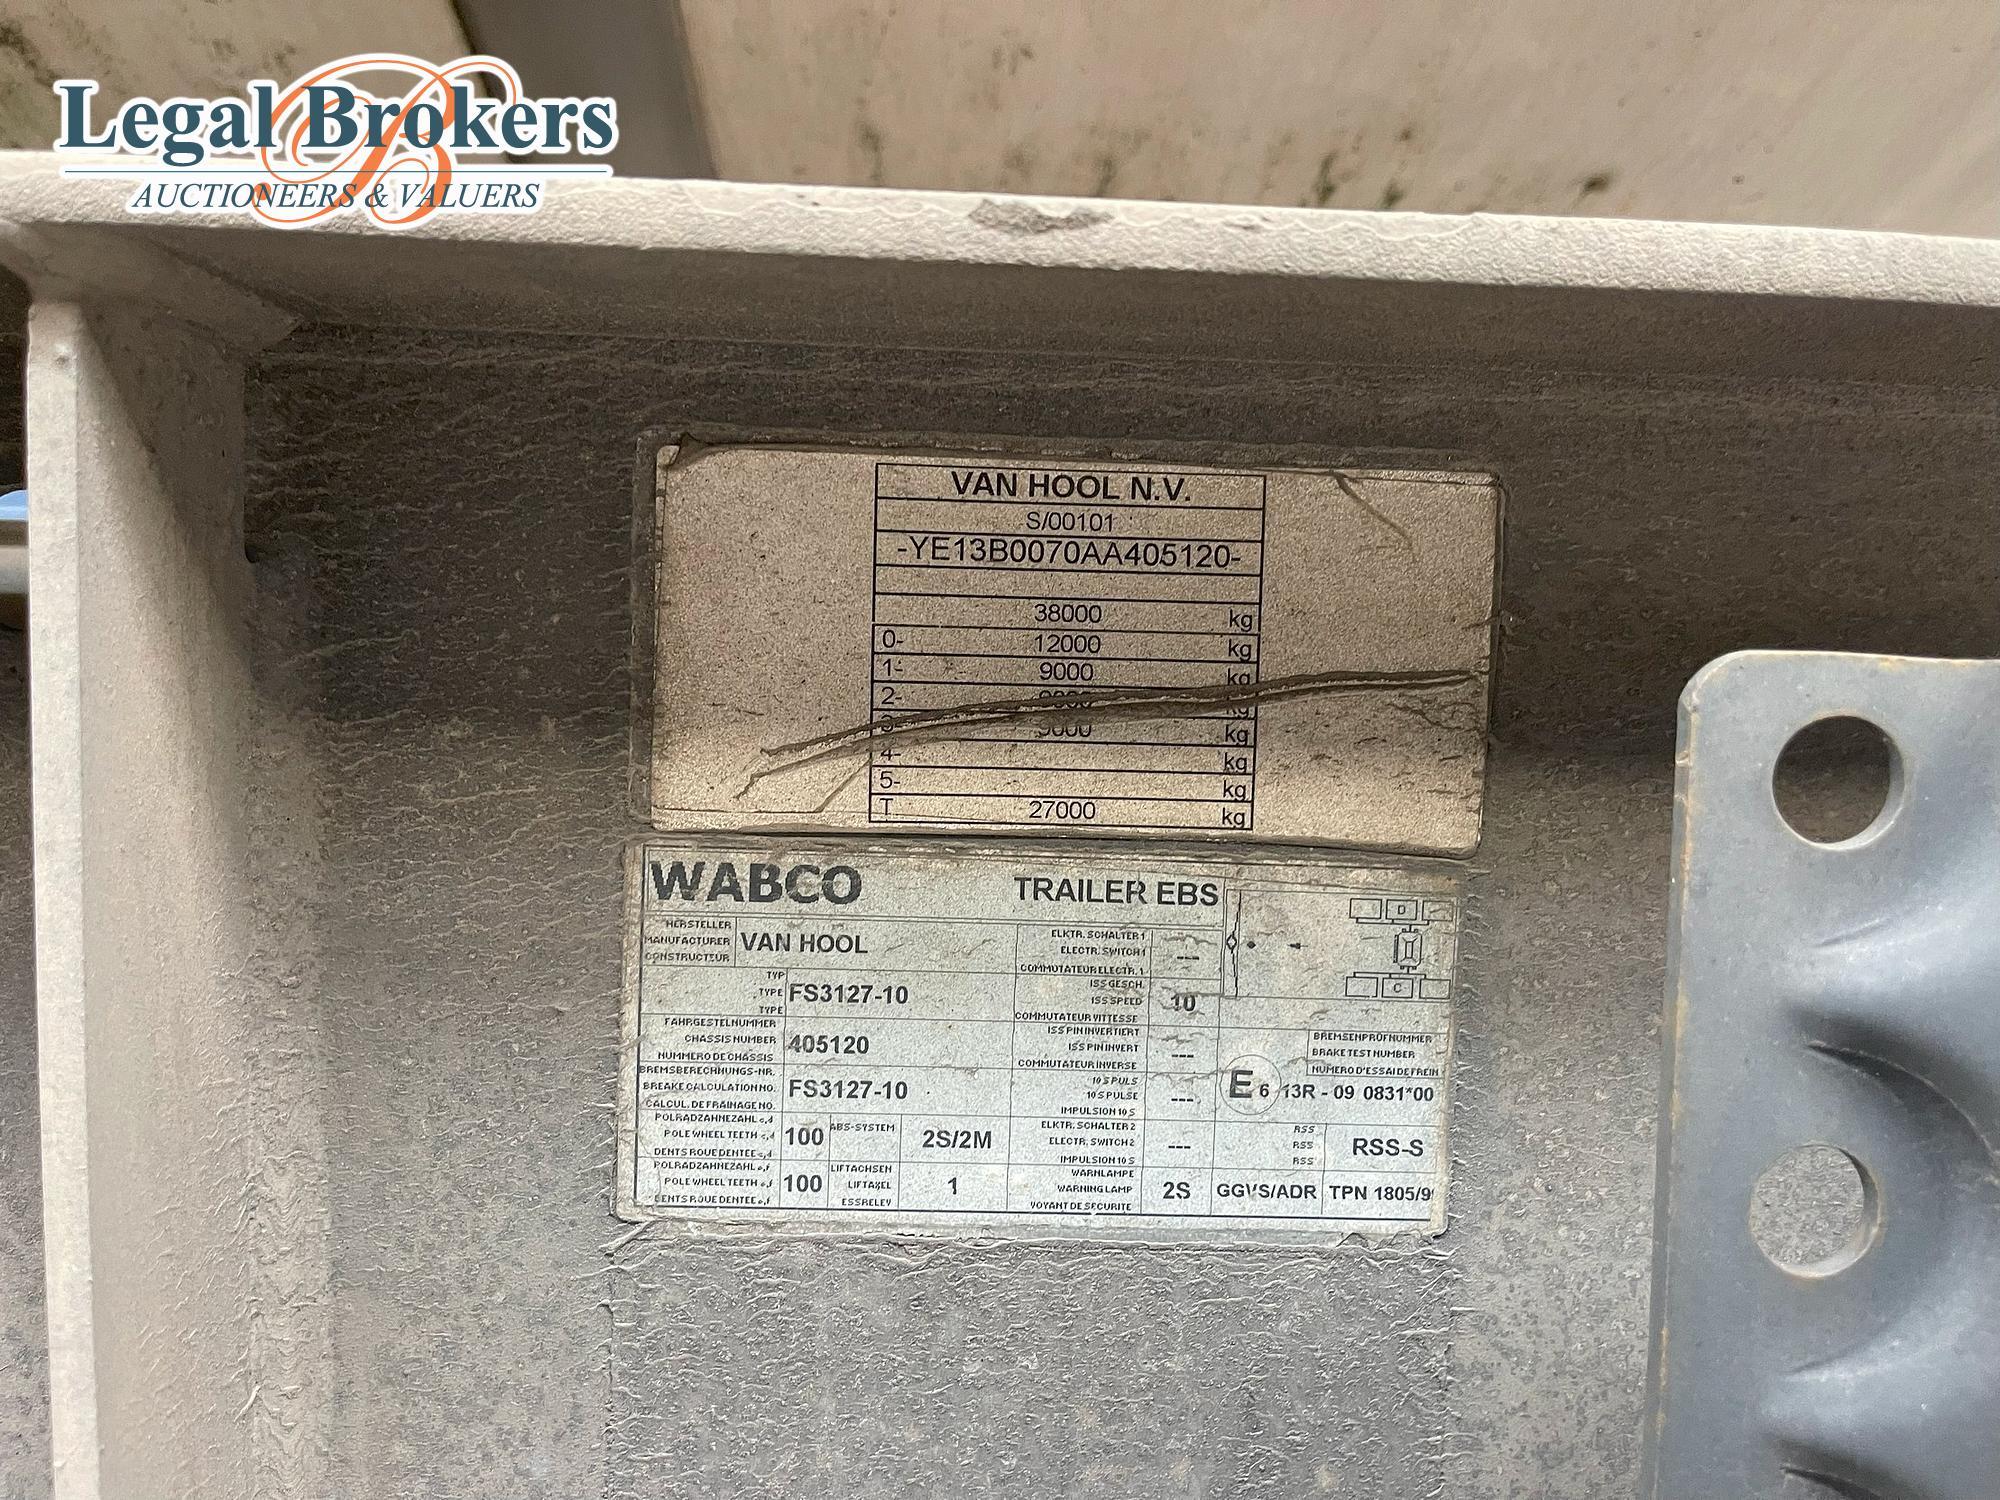 Legal Brokers
AUCTIONEERS & VALUERS
VAN HOOL N.V.
S/00101
-YE13B0070AA405120-
38000 kg
0- 12000 kg
1- 9000 kg
2- 9000 kg
3- 9000 kg
4- kg
5- kg
T 27000 kg
WABCO TRAILER EBS
HERSTELLER
MANUFACTURER
CONSTRUCTEUR
VAN HOOL
ELKTR. SCHALTER 1
ELECTR. SWITCH 1
COMMUTATEUR ELECTR. 1
---
TYP
TYPE
TYPE
FS3127-10
ISS GESCH.
ISS SPEED
COMMUTATEUR VITTESSE
10
FAHRGESTELNUMMER
CHASSIS NUMBER
NUMMERO DE CHASSIS
405120
ISS PIN INVERTIERT
ISS PIN INVERT
COMMUTATEUR INVERSE
---
BREMSBERECHNUNGS-NR.
BREAKE CALCULATION NO.
CALCUL. DE FRAINAGE NO.
FS3127-10
10 S PULS
10 S PULSE
IMPULSION 10 S
---
POLRADZAHNEZAHL c,d
POLE WHEEL TEETH c,d
DENTS ROUE DENTEE c,d
100
ABS-SYSTEM
2S/2M
ELKTR. SCHALTER 2
ELECTR. SWITCH 2
IMPULSION 10 S
---
POLRADZAHNEZAHL e,f
POLE WHEEL TEETH e,f
DENTS ROUE DENTEE e,f
100
LIFTACHSEN
LIFTAXEL
ESSRELEV
1
WARNLAMPE
WARNING LAMP
VOYANT DE SECURITE
2S
D
C
BREMSENPRÜFNUMMER
BRAKE TEST NUMBER
NUMERO D'ESSAI DE FREIN
E 6 13R - 09 0831*00
RSS
RSS
RSS
RSS-S
GGVS/ADR TPN 1805/9